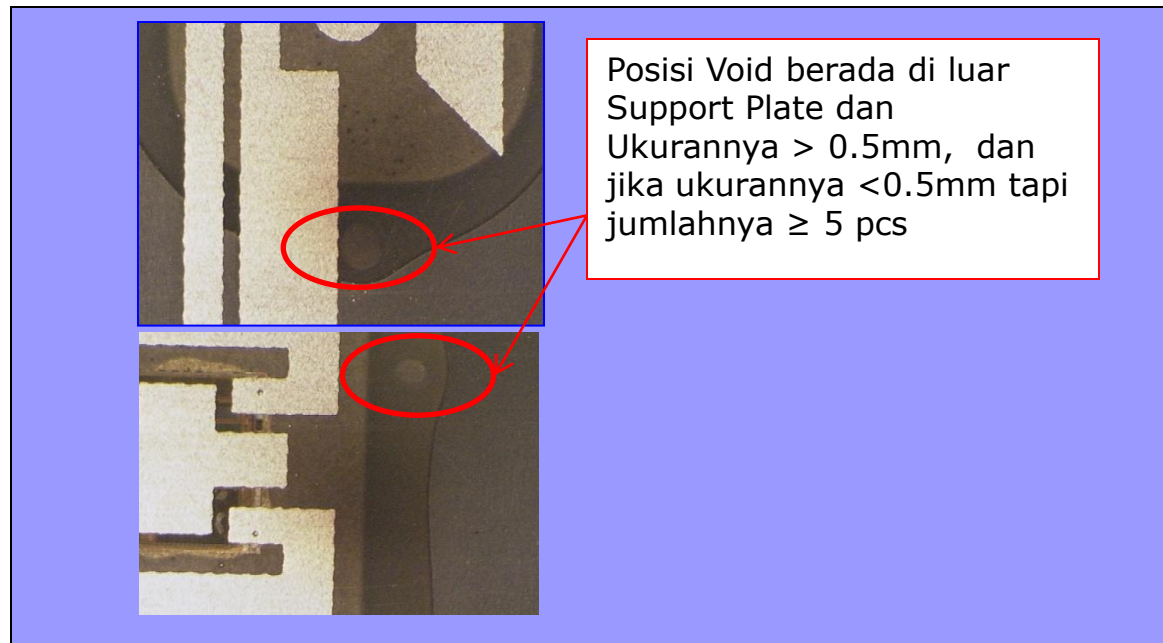 Posisi Void berada di luar
Support Plate dan
Ukurannya > 0.5mm,  dan
jika ukurannya <0.5mm tapi
jumlahnya ≥ 5 pcs